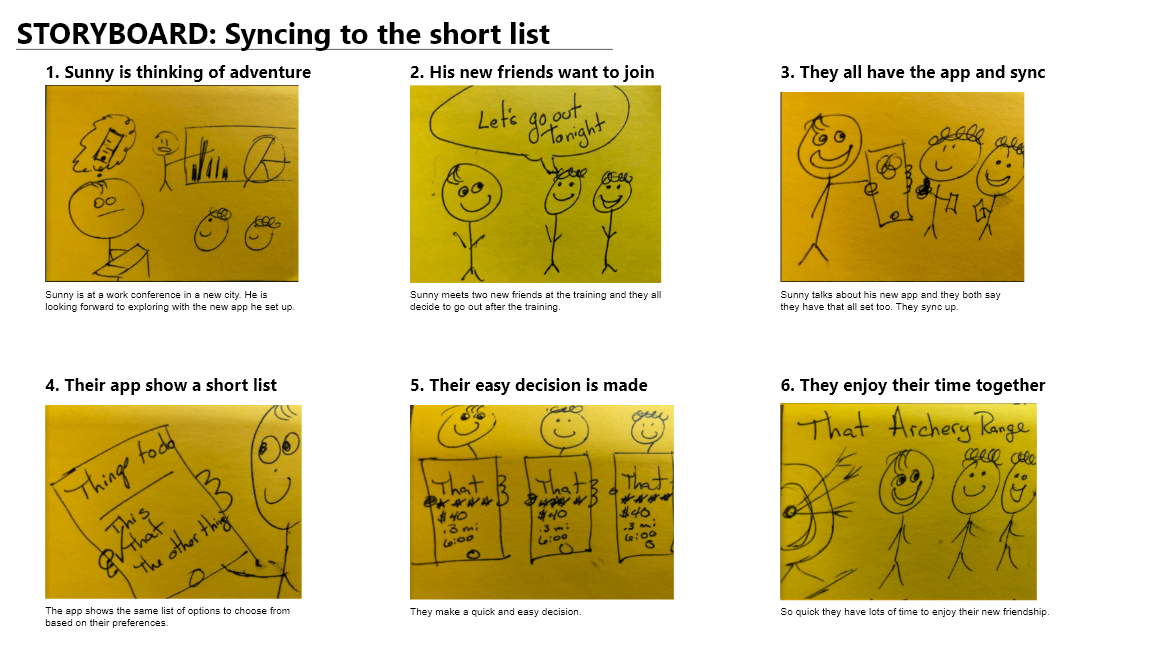 STORYBOARD: Syncing to the short list
1. Sunny is thinking of adventure
Sunny is at a work conference in a new city. He is
looking forward to exploring with the new app he set up.
2. His new friends want to join
Let's go out
tonight
Sunny meets two new friends at the training and they all
decide to go out after the training.
3. They all have the app and sync
Sunny talks about his new app and they both say
they have that all set too. They sync up.
4. Their app show a short list
Things to do
This
That
The other thing
The app shows the same list of options to choose from
based on their preferences.
5. Their easy decision is made
That
$40
.3 mi
6:00
That
$40
.3 mi
6:00
That
$40
.3 mi
6:00
They make a quick and easy decision.
6. They enjoy their time together
That Archery Range
So quick they have lots of time to enjoy their new friendship.